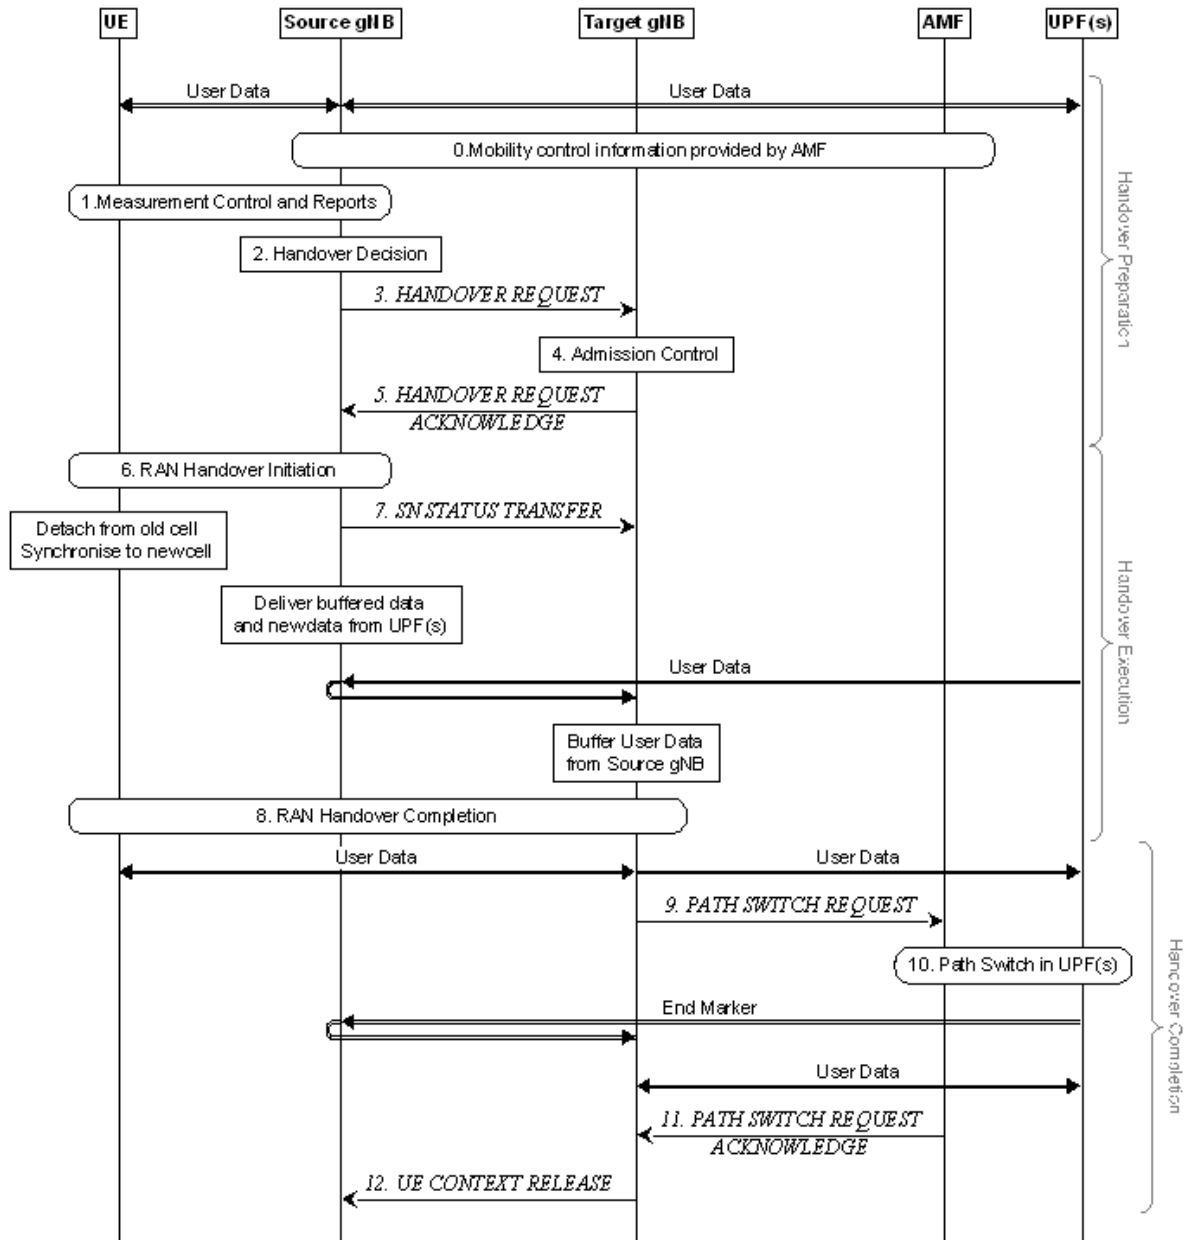 UE Source gNB Target gNB AMF UPF(s)
User Data User Data
0.Mobility control information provided by AMF
1.Measurement Control and Reports
2. Handover Decision
3. HANDOVER REQUEST
4. Admission Control
5. HANDOVER REQUEST
ACKNOWLEDGE
Handover Preparation
6. RAN Handover Initiation
7. SN STATUS TRANSFER
Detach from old cell
Synchronise to newcell
Deliver buffered data
and newdata from UPF(s)
User Data
Buffer User Data
from Source gNB
8. RAN Handover Completion
Handover Execution
User Data User Data
9. PATH SWITCH REQUEST
10. Path Switch in UPF(s)
End Marker
User Data
11. PATH SWITCH REQUEST
ACKNOWLEDGE
12. UE CONTEXT RELEASE
Handover Completion